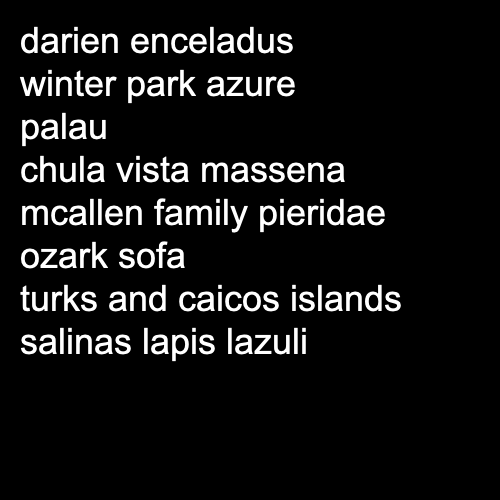 darien enceladus
winter park azure
palau
chula vista massena
mcallen family pieridae
ozark sofa
turks and caicos islands
salinas lapis lazuli